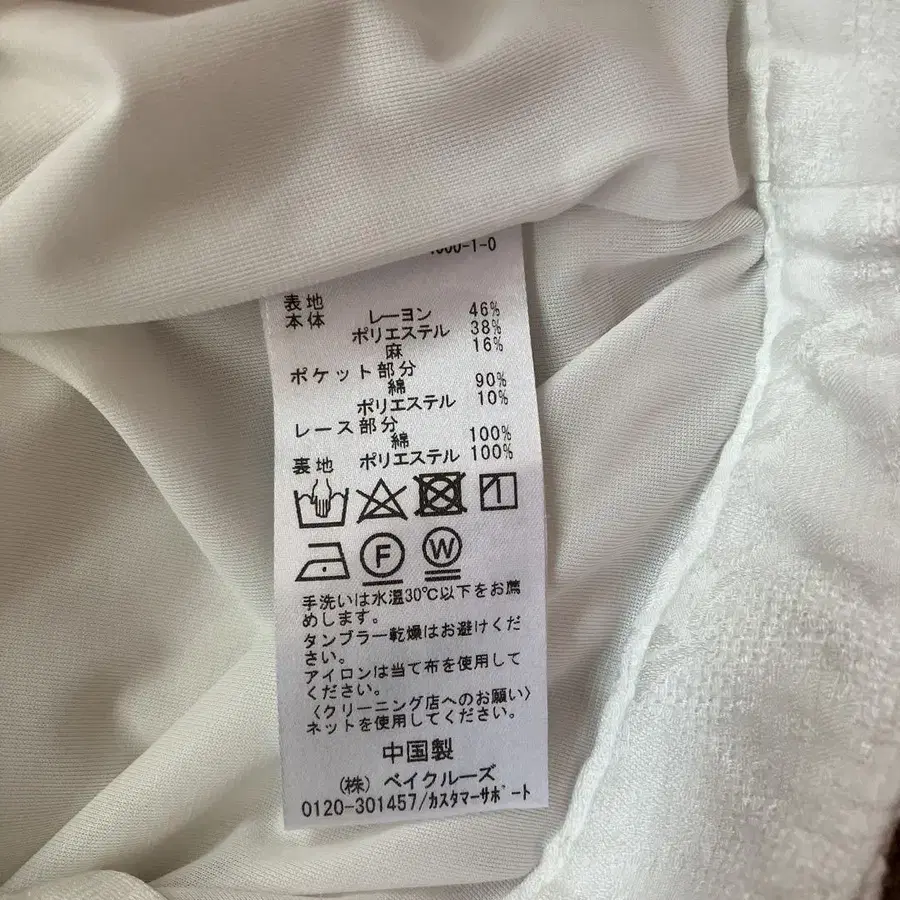 -1-0
表地
本体 レーヨン 46%
ポリエステル 38%
麻 16%
ポケット部分
綿 90%
ポリエステル 10%
レース部分
綿 100%
裏地 ポリエステル 100%
F W
手洗いは水温30℃以下をお薦
めします。
タンブラー乾燥はお避けくだ
さい。
アイロンは当て布を使用して
ください。
〈クリーニング店へのお願い〉
ネットを使用してください。
中国製
(株) ベイクルーズ
0120-301457/カスタマーサポート